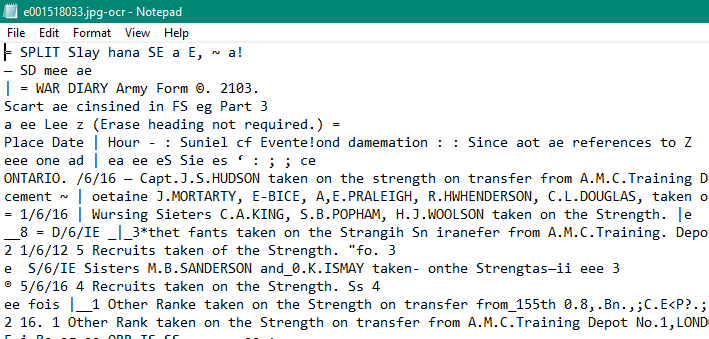 e001518033.jpg-ocr - Notepad
File Edit Format View Help
= SPLIT Slay hana SE a E, ~ a!
— SD mee ae
| = WAR DIARY Army Form ©. 2103.
Scart ae cinsined in FS eg Part 3
a ee Lee z (Erase heading not required.) =
Place Date | Hour - : Suniel cf Evente!ond damemation : : Since aot ae references to Z
eee one ad | ea ee eS Sie es ‘ : ; ; ce
ONTARIO. /6/16 — Capt.J.S.HUDSON taken on the strength on transfer from A.M.C.Training D
cement ~ | oetaine J.MORTARTY, E-BICE, A,E.PRALEIGH, R.HWHENDERSON, C.L.DOUGLAS, taken o
= 1/6/16 | Wursing Sieters C.A.KING, S.B.POPHAM, H.J.WOOLSON taken on the Strength. |e
__8 = D/6/IE _|_3*thet fants taken on the Strangih Sn iranefer from A.M.C.Training. Depot
2 1/6/12 5 Recruits taken of the Strength. "fo. 3
e S/6/IE Sisters M.B.SANDERSON and_0.K.ISMAY taken- onthe Strengtas—ii eee 3
© 5/6/16 4 Recruits taken on the Strength. Ss 4
ee fois |__1 Other Ranke taken on the Strength on transfer from_155th 0.8,.Bn.,;C.E<P?.;
2 16. 1 Other Rank taken on the Strength on transfer from A.M.C.Training Depot No.1,LOND